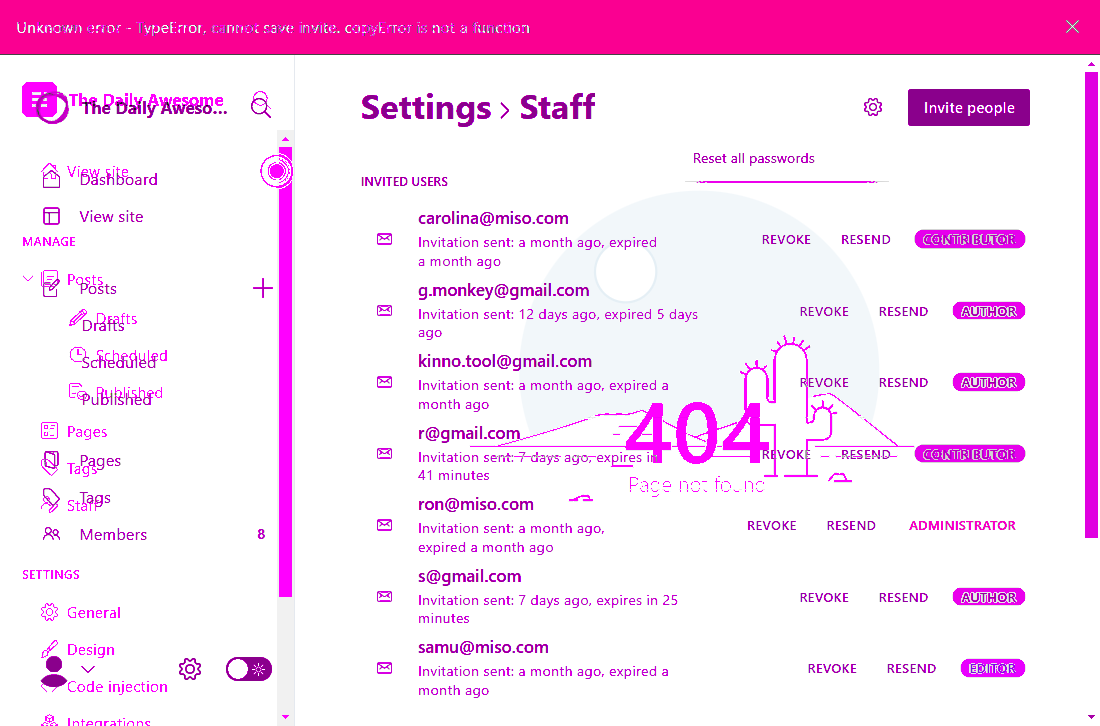 Unknown error - TypeError, cannot save invite. copyError is not a function
The Daily Awesome
The Daily Aweso...
View site
Dashboard
View site
MANAGE
Posts
Posts
Drafts
Drafts
Scheduled
Scheduled
Published
Published
Pages
Pages
Tags
Tags
Staff
Members 8
SETTINGS
General
Design
Code injection
Integrations
Settings › Staff
Invite people
Reset all passwords
INVITED USERS
carolina@miso.com
Invitation sent: a month ago, expired
a month ago
REVOKE RESEND CONTRIBUTOR
g.monkey@gmail.com
Invitation sent: 12 days ago, expired 5 days
ago
REVOKE RESEND AUTHOR
kinno.tool@gmail.com
Invitation sent: a month ago, expired a
month ago
REVOKE RESEND AUTHOR
r@gmail.com
Invitation sent: 7 days ago, expires in
41 minutes
REVOKE RESEND CONTRIBUTOR
404
Page not found
ron@miso.com
Invitation sent: a month ago,
expired a month ago
REVOKE RESEND ADMINISTRATOR
s@gmail.com
Invitation sent: 7 days ago, expires in 25
minutes
REVOKE RESEND AUTHOR
samu@miso.com
Invitation sent: a month ago, expired a
month ago
REVOKE RESEND EDITOR